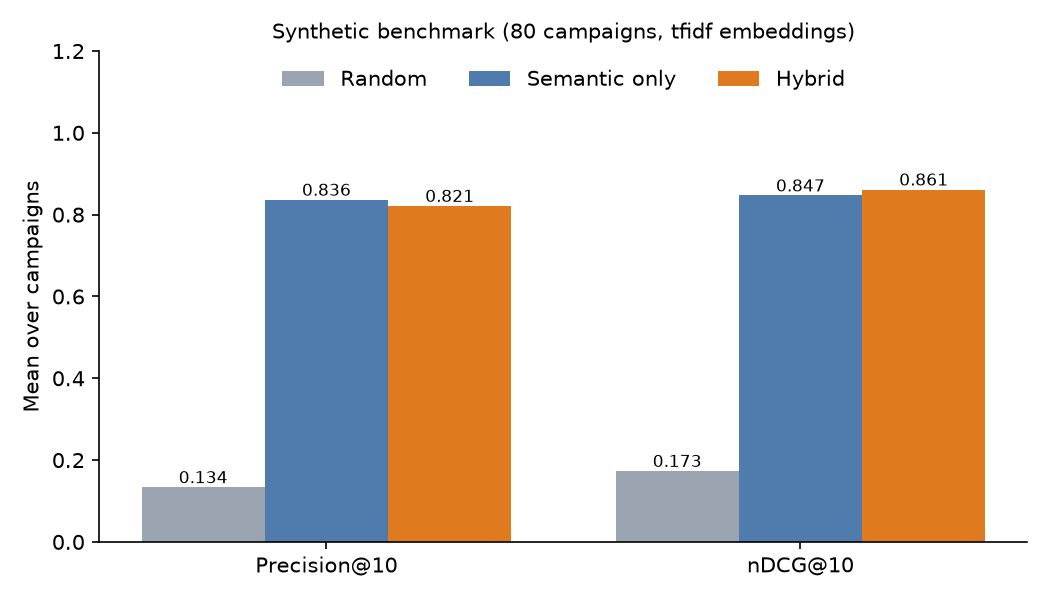 Synthetic benchmark (80 campaigns, tfidf embeddings)
Random Semantic only Hybrid
Mean over campaigns
1.2
1.0
0.8
0.6
0.4
0.2
0.0
0.134
0.836
0.821
0.173
0.847
0.861
Precision@10
nDCG@10